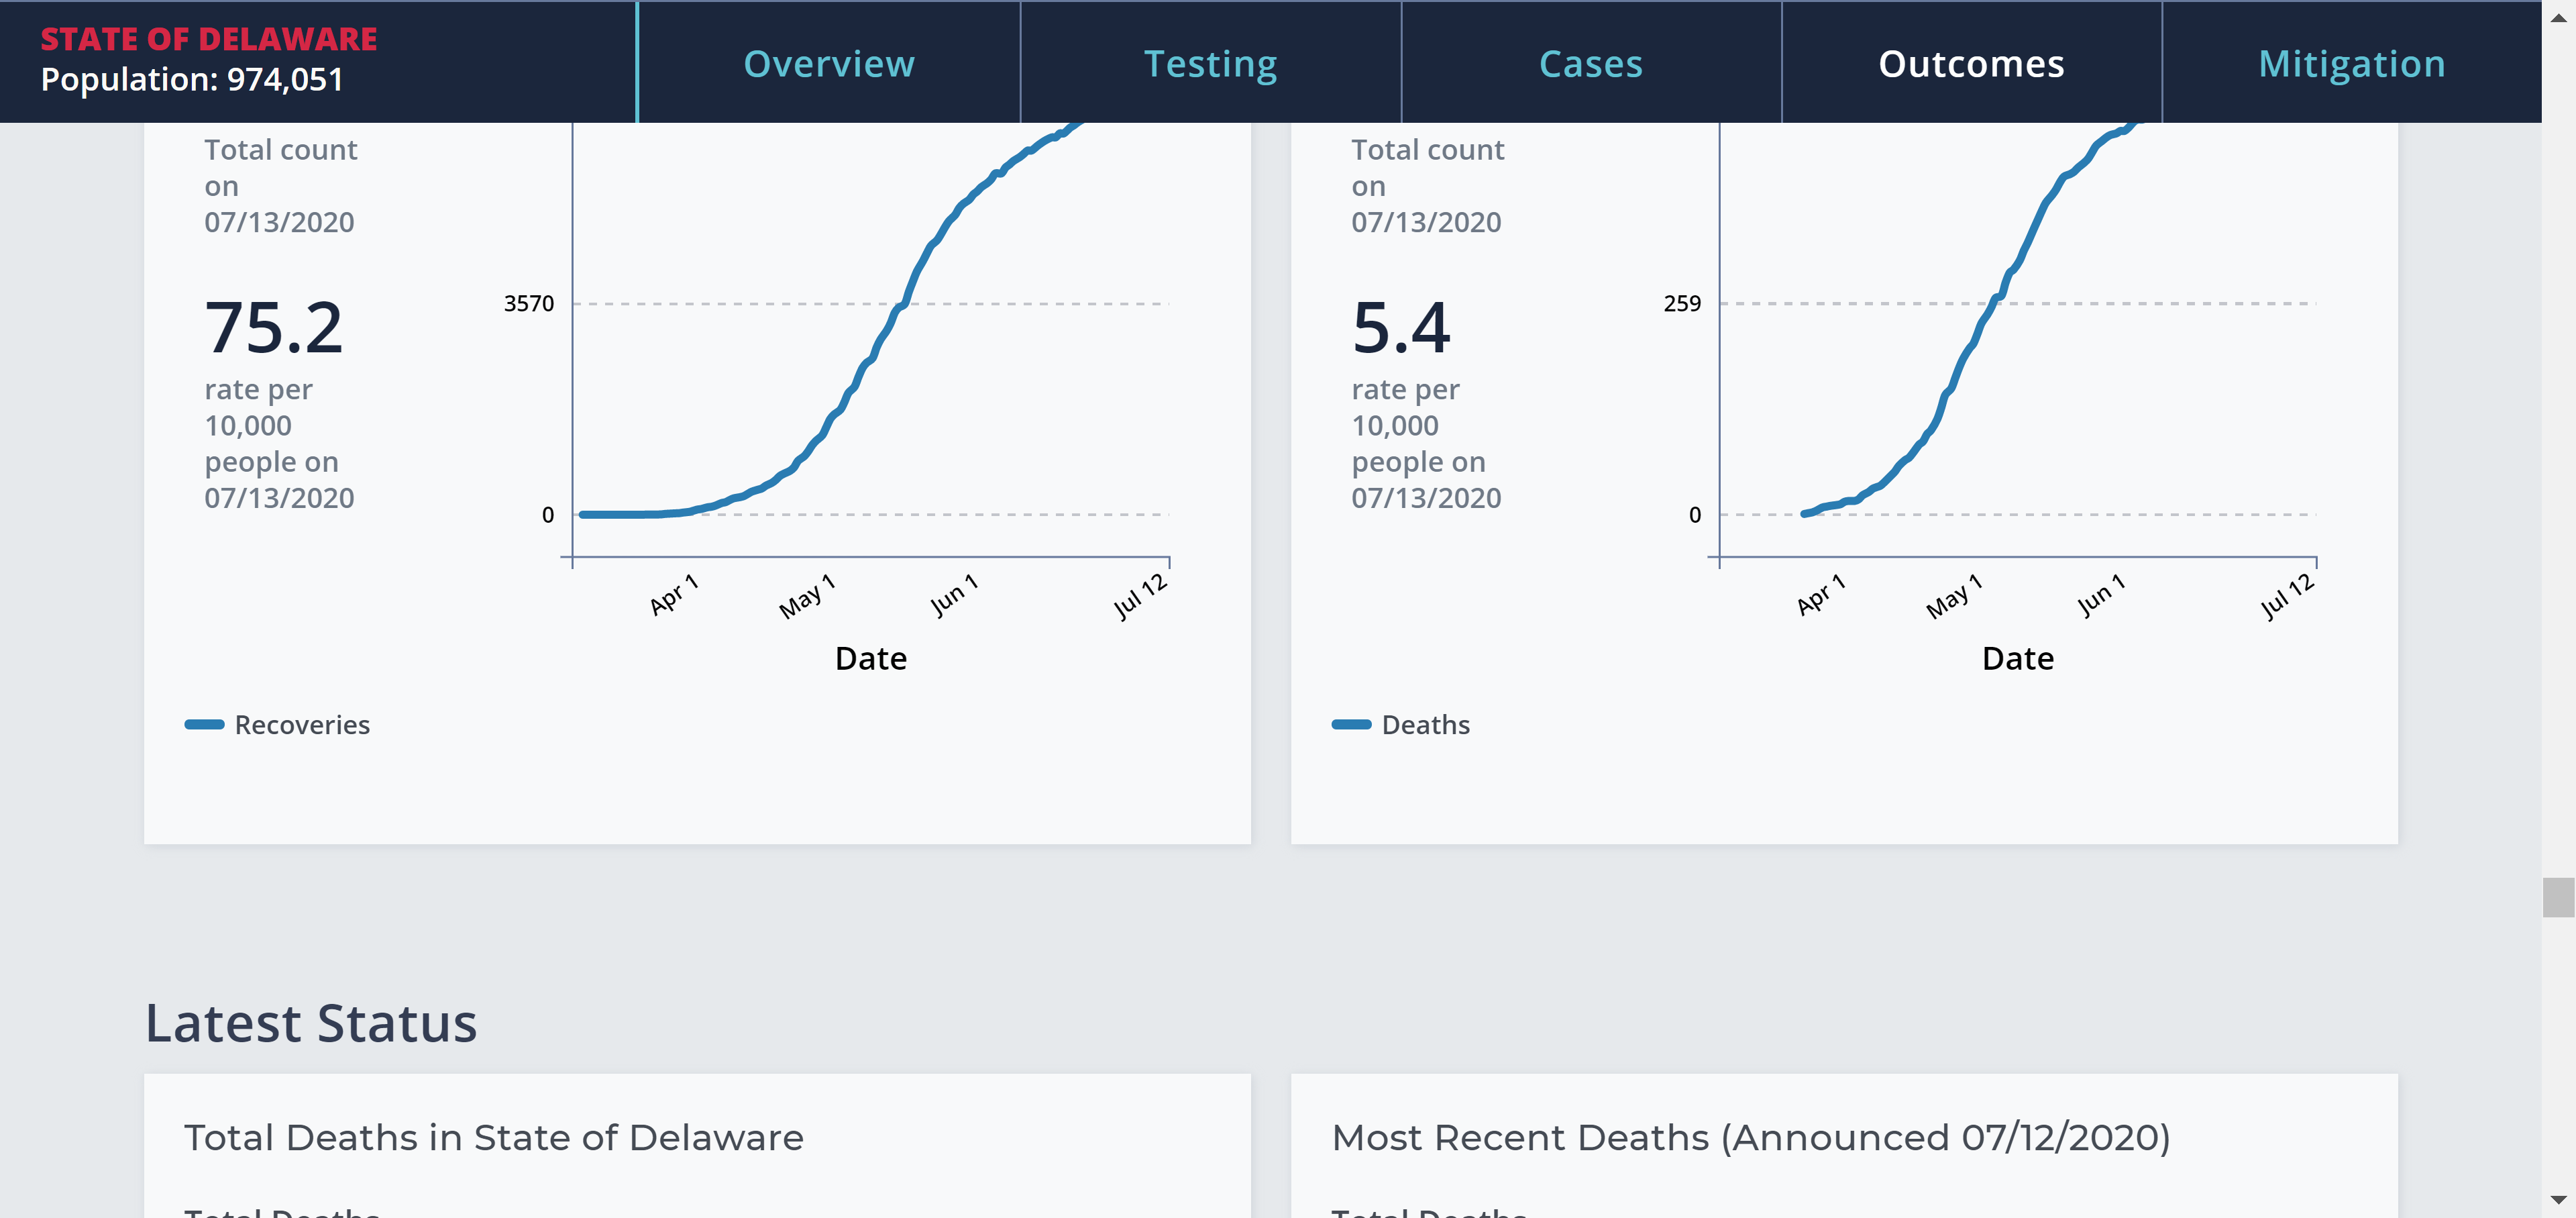 STATE OF DELAWARE
Population: 974,051
Overview
Testing
Cases
Outcomes
Mitigation
Total count
on
07/13/2020
75.2
rate per
10,000
people on
07/13/2020
3570
0
Apr 1
May 1
Jun 1
Jul 12
Date
Recoveries
Total count
on
07/13/2020
5.4
rate per
10,000
people on
07/13/2020
259
0
Apr 1
May 1
Jun 1
Jul 12
Date
Deaths
Latest Status
Total Deaths in State of Delaware
Total Deaths
Most Recent Deaths (Announced 07/12/2020)
Total Deaths